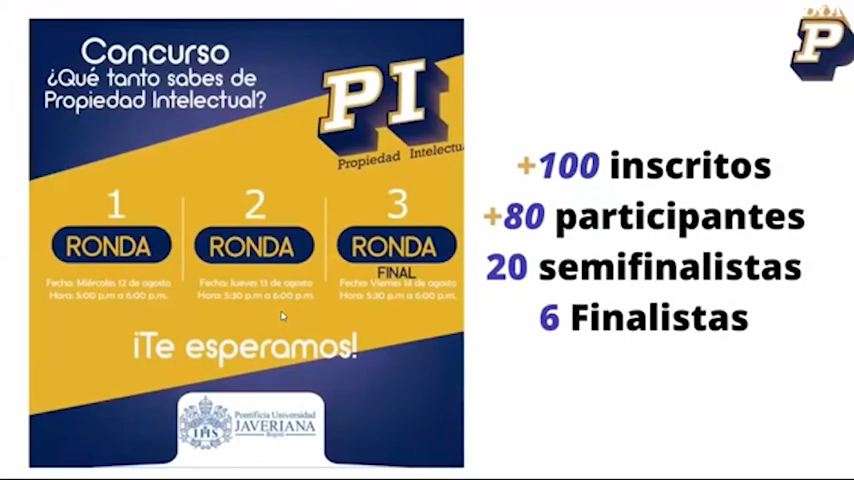 Concurso
¿Qué tanto sabes de
Propiedad Intelectual?
PI
Propiedad Intelectu
1
RONDA
Fecha: Miércoles 12 de agosto
Hora: 5:00 p.m a 6:00 p.m.
2
RONDA
Fecha: Jueves 13 de agosto
Hora: 5:30 p.m a 6:00 p.m.
3
RONDA
FINAL
Fecha: Viernes 14 de agosto
Hora: 5:30 p.m a 6:00 p.m.
¡Te esperamos!
IHS
Pontificia Universidad
JAVERIANA
Bogotá
+100 inscritos
+80 participantes
20 semifinalistas
6 Finalistas
P